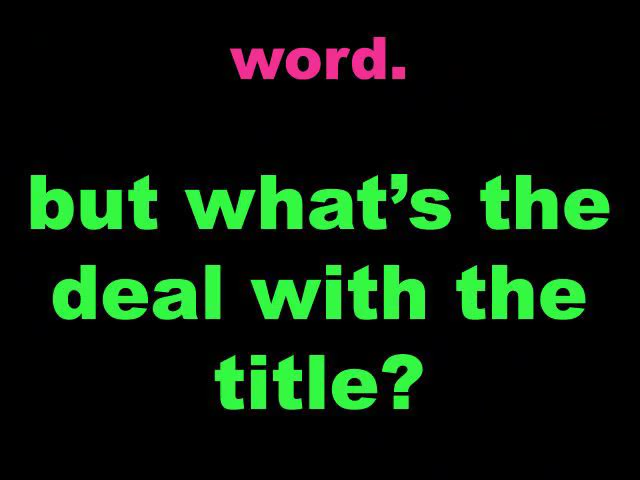 word.
but what’s the
deal with the
title?